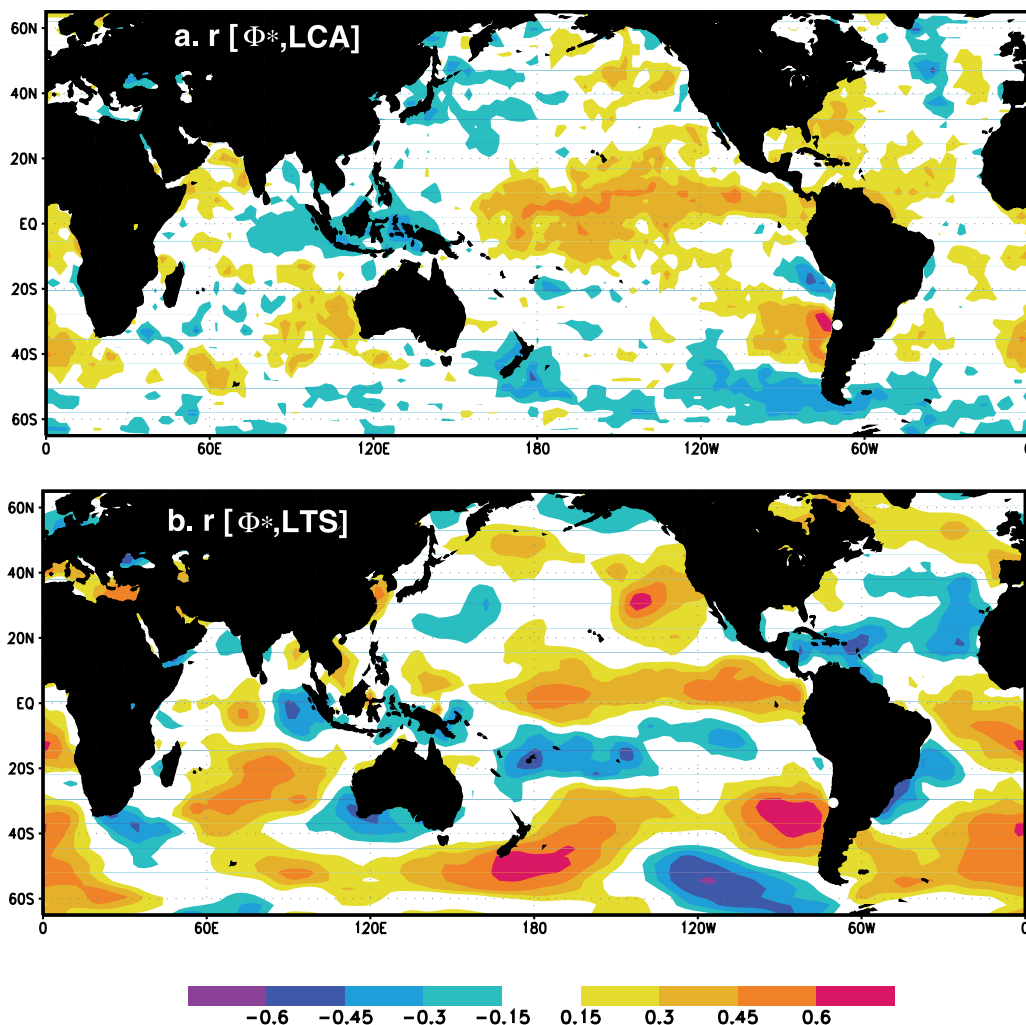 a. r [Φ*,LCA]
60N
40N
20N
EQ
20S
40S
60S
0 60E 120E 180 120W 60W 0
b. r [Φ*,LTS]
60N
40N
20N
EQ
20S
40S
60S
0 60E 120E 180 120W 60W 0
-0.6 -0.45 -0.3 -0.15 0.15 0.3 0.45 0.6